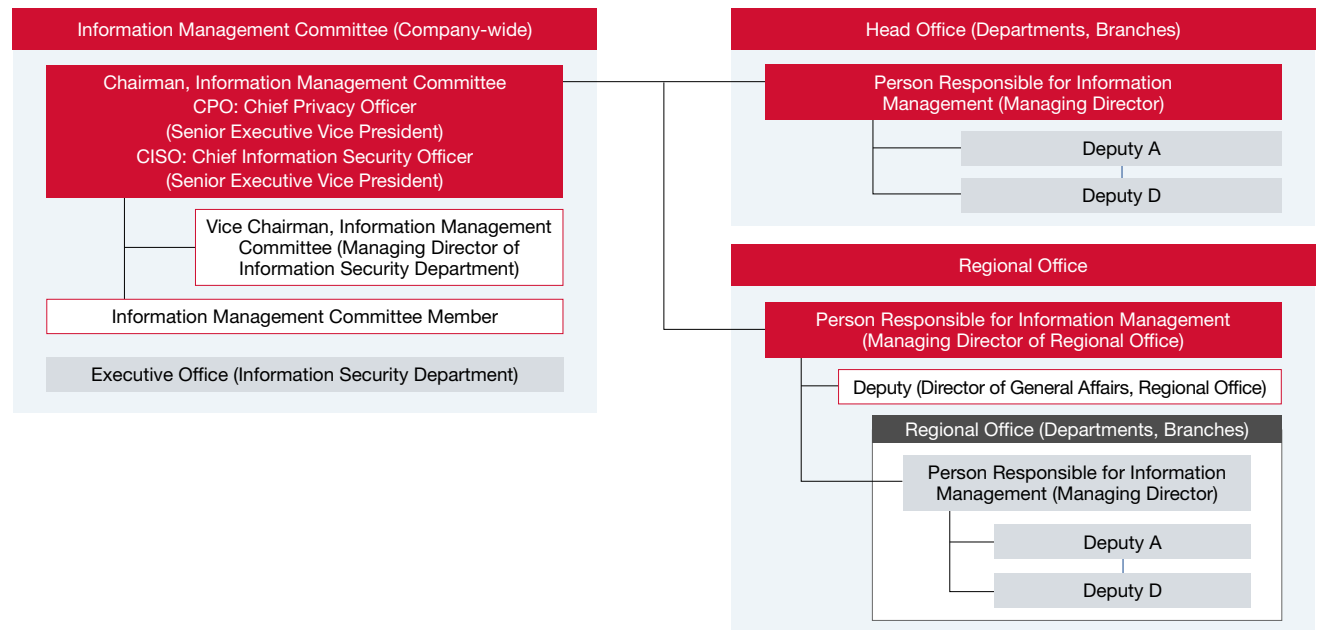 Information Management Committee (Company-wide)
Chairman, Information Management Committee
CPO: Chief Privacy Officer
(Senior Executive Vice President)
CISO: Chief Information Security Officer
(Senior Executive Vice President)
Vice Chairman, Information Management
Committee (Managing Director of
Information Security Department)
Information Management Committee Member
Executive Office (Information Security Department)
Head Office (Departments, Branches)
Person Responsible for Information
Management (Managing Director)
Deputy A
Deputy D
Regional Office
Person Responsible for Information Management
(Managing Director of Regional Office)
Deputy (Director of General Affairs, Regional Office)
Regional Office (Departments, Branches)
Person Responsible for Information
Management (Managing Director)
Deputy A
Deputy D